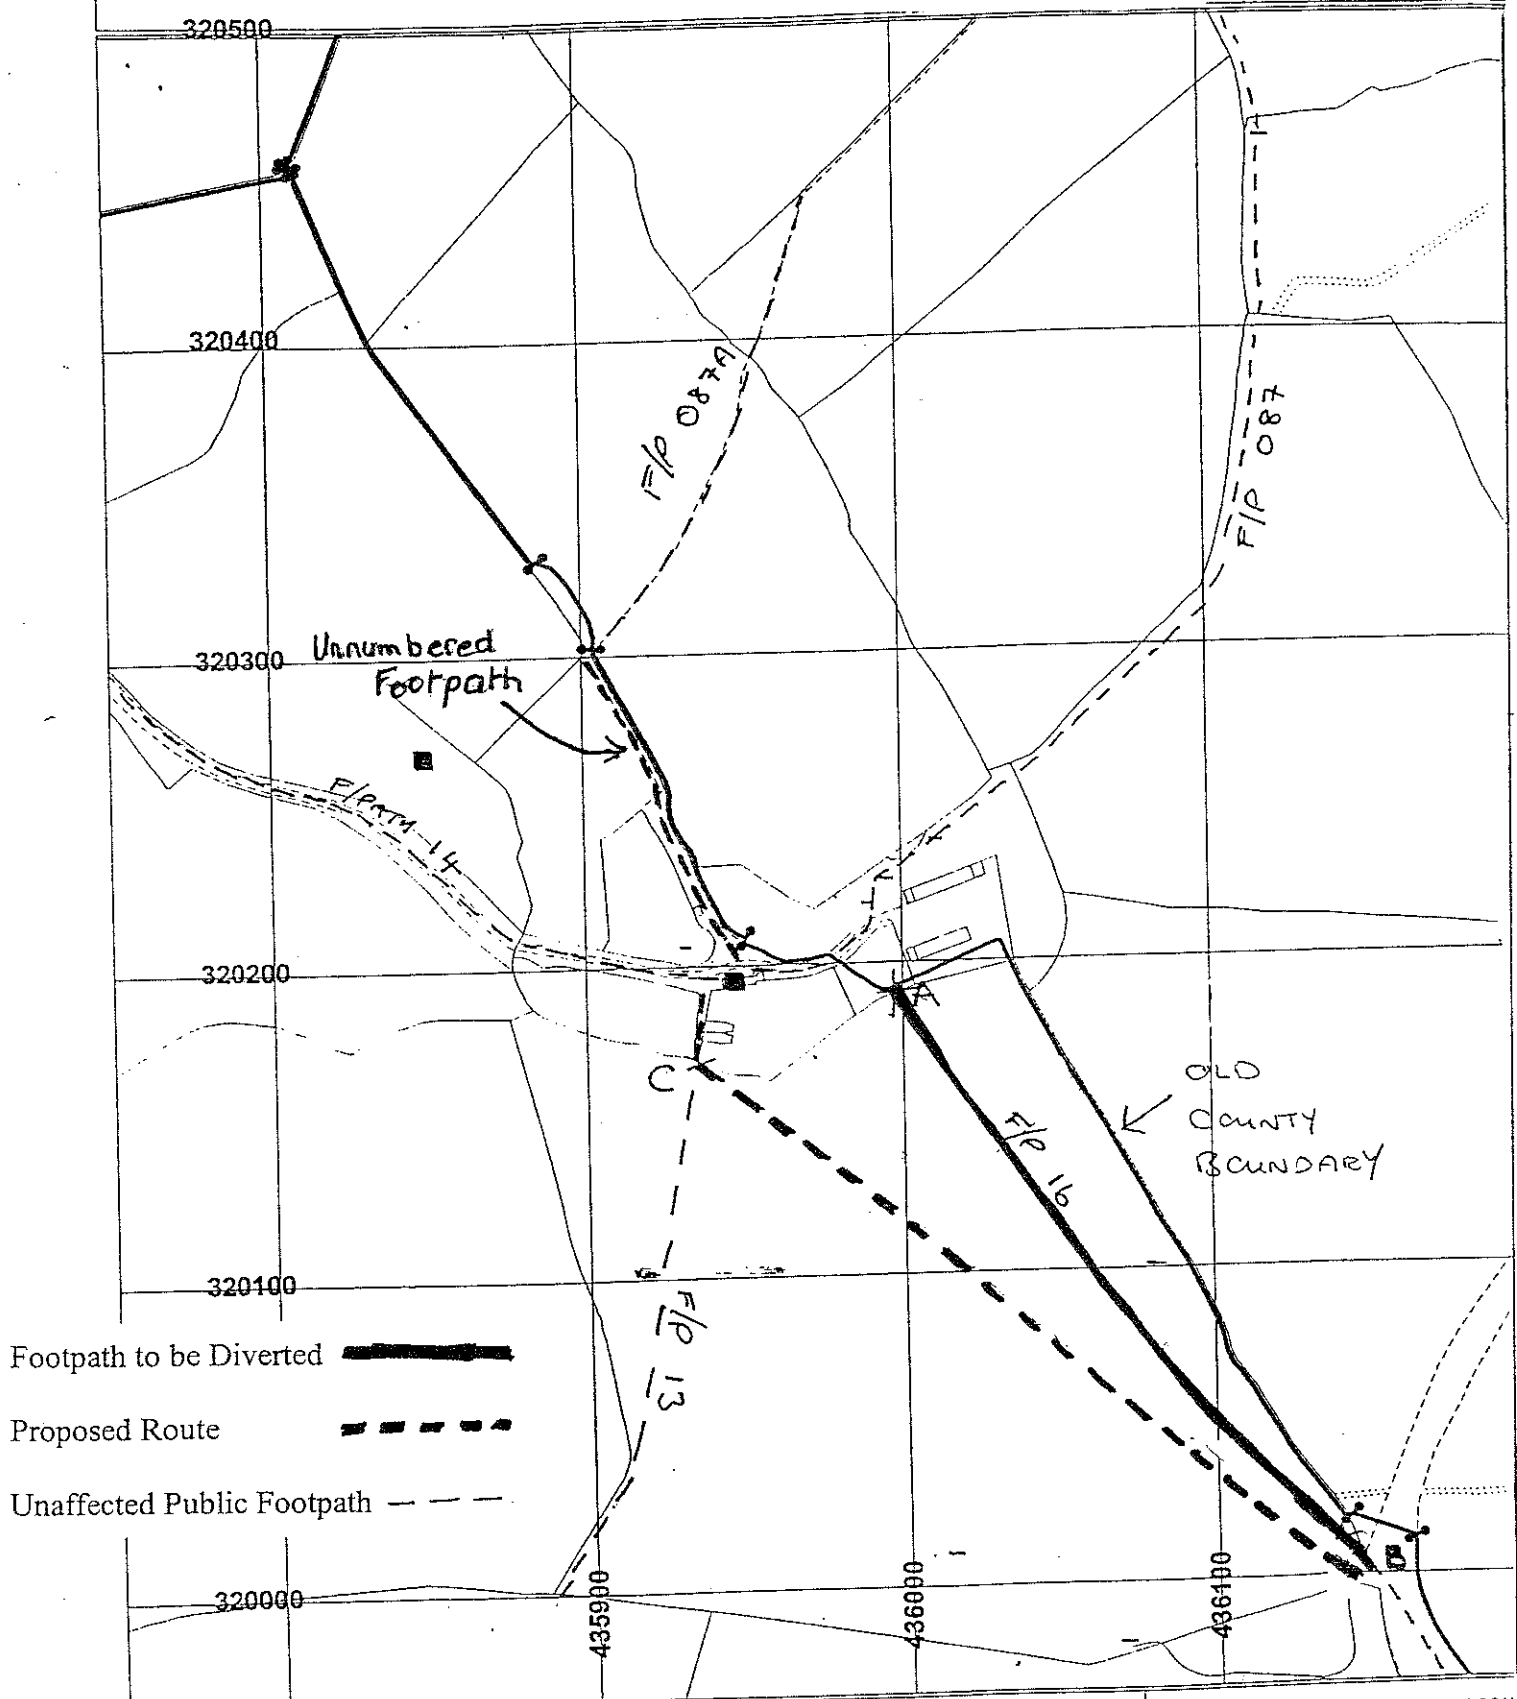 320500
320400
F/P 087A
F/P 087
Unnumbered
Footpath
320300
F/PATH 14
320200
A
C
OLD
COUNTY
BOUNDARY
F/P 16
320100
F/P 13
Footpath to be Diverted
Proposed Route
Unaffected Public Footpath
B
320000
435900
436000
436100